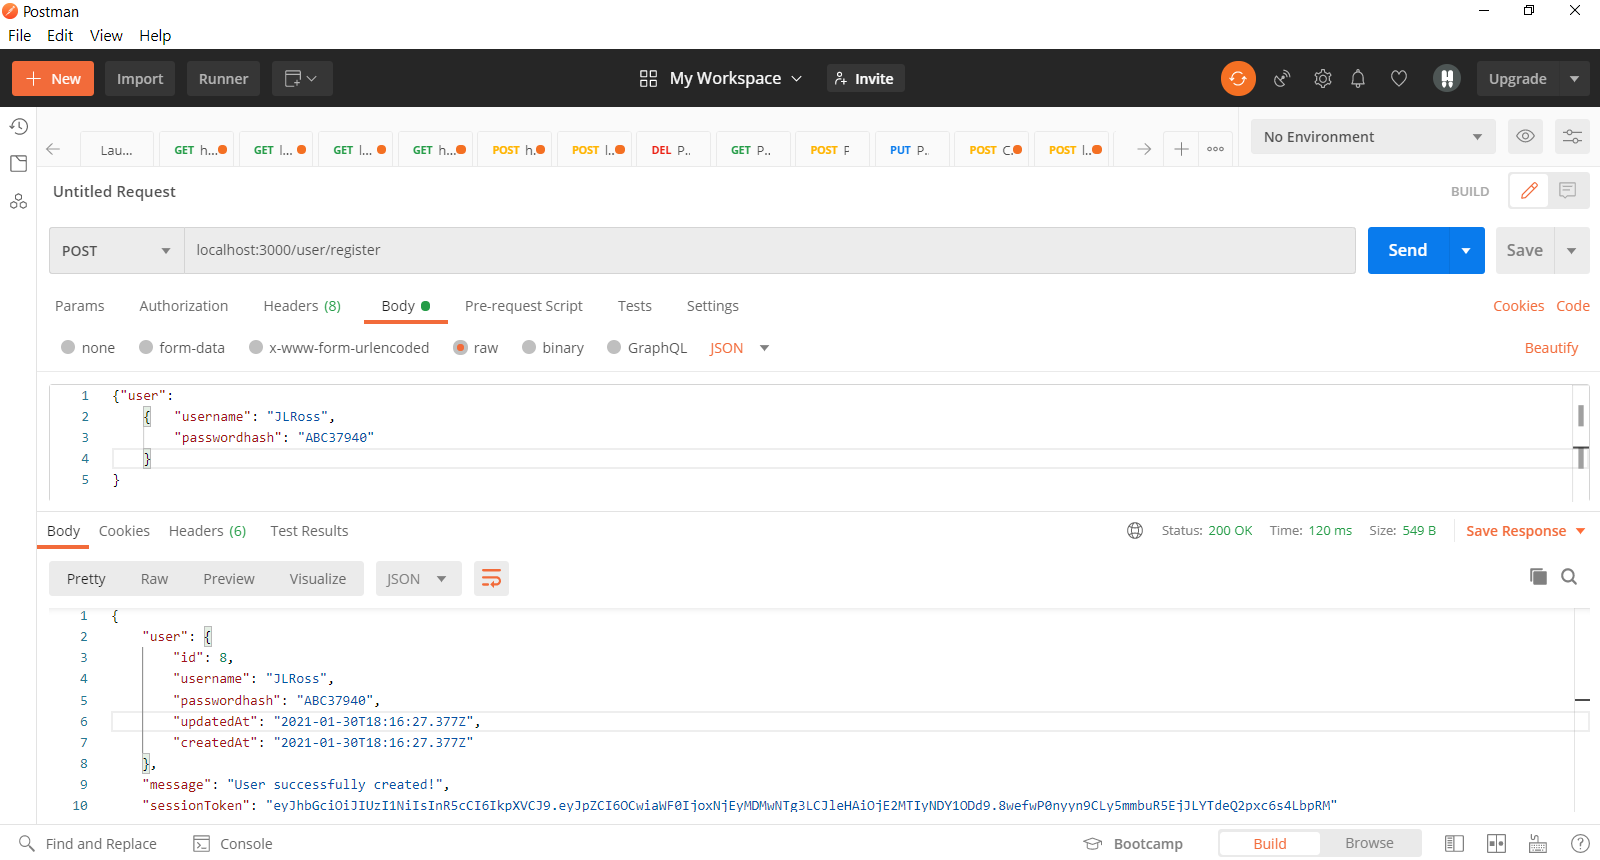 Postman
File Edit View Help
New Import Runner My Workspace Invite Upgrade
Lau... GET h... GET l... GET l... GET h... POST h. POST l... DEL P.. GET P.. POST F PUT P.. POST C. POST l... No Environment
Untitled Request BUILD
POST localhost:3000/user/register Send Save
Params Authorization Headers (8) Body Pre-request Script Tests Settings Cookies Code
none form-data x-www-form-urlencoded raw binary GraphQL JSON Beautify
1 {"user":
2 { "username": "JLRoss",
3 "passwordhash": "ABC37940"
4 }
5 }
Body Cookies Headers (6) Test Results Status: 200 OK Time: 120 ms Size: 549 B Save Response
Pretty Raw Preview Visualize JSON
1 {
2 "user": {
3 "id": 8,
4 "username": "JLRoss",
5 "passwordhash": "ABC37940",
6 "updatedAt": "2021-01-30T18:16:27.377Z",
7 "createdAt": "2021-01-30T18:16:27.377Z"
8 },
9 "message": "User successfully created!",
10 "sessionToken": "eyJhbGciOiJIUzI1NiIsInR5cCI6IkpXVCJ9.eyJpZCI6OCwiaWF0IjoxNjEyMDMwNTg3LCJleHAiOjE2MTIyNDY1ODd9.8wefwP0nyyn9CLy5mmbuR5EjJLYTdeQ2pxc6s4LbpRM"
Find and Replace Console Bootcamp Build Browse